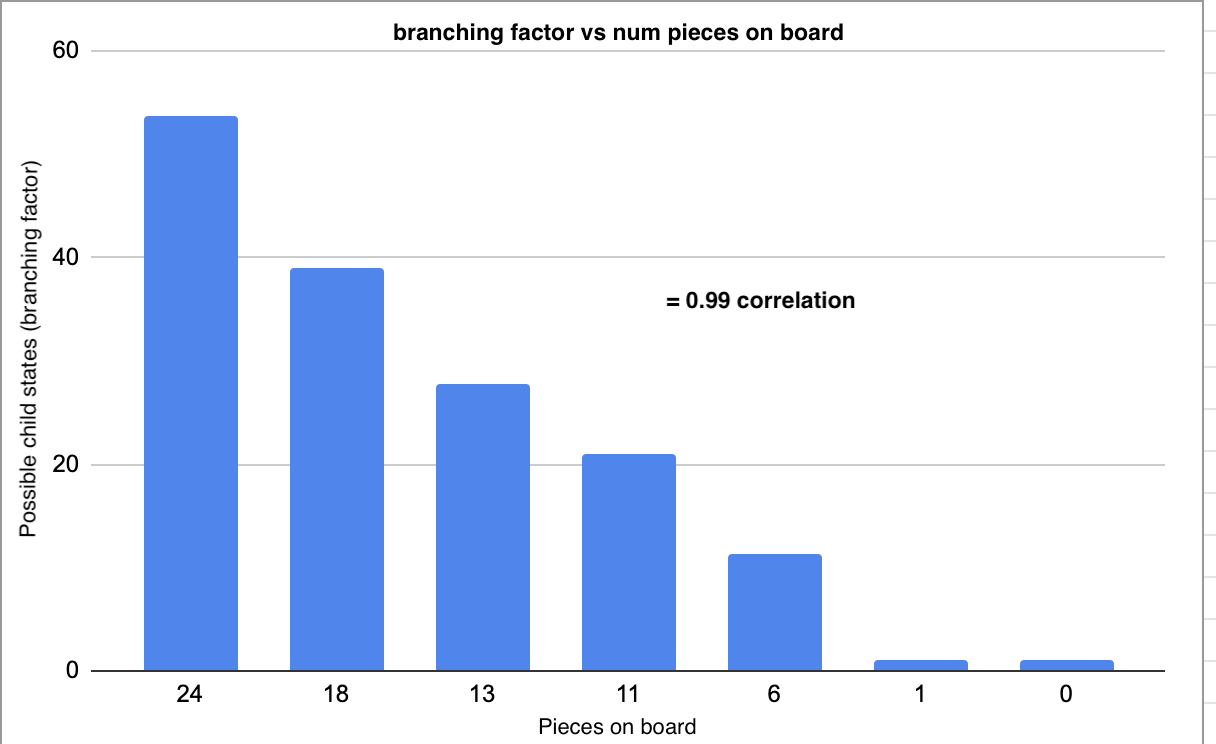 branching factor vs num pieces on board
60
40
20
0
Possible child states (branching factor)
= 0.99 correlation
24 18 13 11 6 1 0
Pieces on board